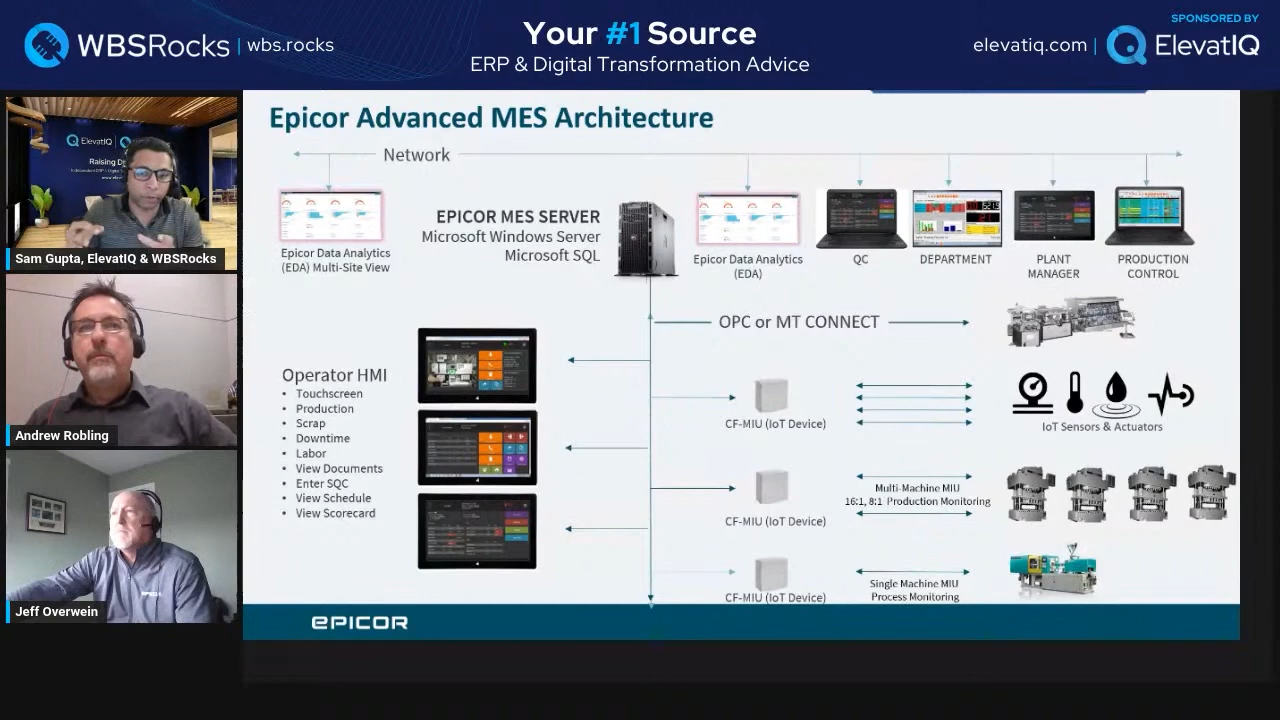 WBSRocks | wbs.rocks
Your #1 Source
ERP & Digital Transformation Advice
SPONSORED BY
elevatiq.com | ElevatIQ
ElevatIQ
Sam Gupta, ElevatIQ & WBSRocks
Andrew Robling
Jeff Overwein
Epicor Advanced MES Architecture
Network
Epicor Data Analytics
(EDA) Multi-Site View
EPICOR MES SERVER
Microsoft Windows Server
Microsoft SQL
Epicor Data Analytics
(EDA)
QC
DEPARTMENT
PLANT
MANAGER
PRODUCTION
CONTROL
OPC or MT CONNECT
Operator HMI
• Touchscreen
• Production
• Scrap
• Downtime
• Labor
• View Documents
• Enter SQC
• View Schedule
• View Scorecard
CF-MIU (IoT Device)
IoT Sensors & Actuators
CF-MIU (IoT Device)
Multi-Machine MIU
16:1, 8:1 Production Monitoring
CF-MIU (IoT Device)
Single Machine MIU
Process Monitoring
EPICOR